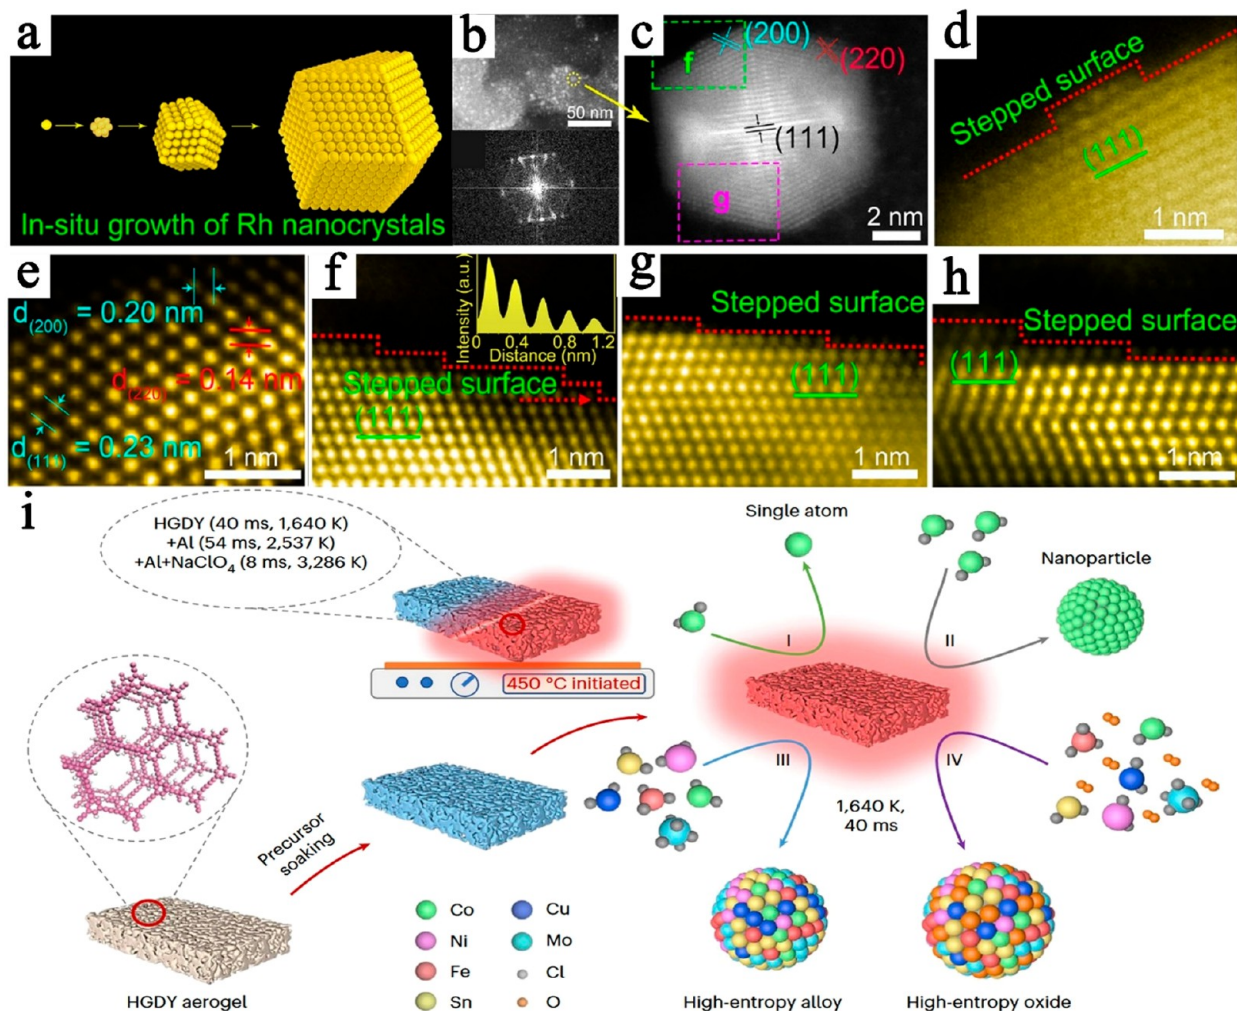 a
In-situ growth of Rh nanocrystals
b
50 nm
c
f
(200)
(220)
(111)
g
2 nm
d
Stepped surface
(111)
1 nm
e
d(200) = 0.20 nm
d(220) = 0.14 nm
d(111) = 0.23 nm
1 nm
f
Intensity (a.u.)
0 0.4 0.8 1.2
Distance (nm)
Stepped surface
(111)
1 nm
g
Stepped surface
(111)
1 nm
h
Stepped surface
(111)
1 nm
i
HGDY (40 ms, 1,640 K)
+Al (54 ms, 2,537 K)
+Al+NaClO4 (8 ms, 3,286 K)
450 °C initiated
Single atom
Nanoparticle
I
II
III
IV
1,640 K,
40 ms
Precursor
soaking
HGDY aerogel
Co
Cu
Ni
Mo
Fe
Cl
Sn
O
High-entropy alloy
High-entropy oxide